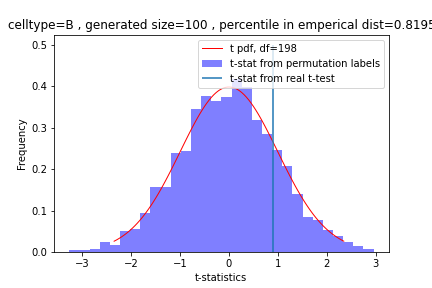 celltype=B , generated size=100 , percentile in emperical dist=0.8195
0.5
0.4
0.3
0.2
0.1
0.0
Frequency
t pdf, df=198
t-stat from permutation labels
t-stat from real t-test
−3 −2 −1 0 1 2 3
t-statistics